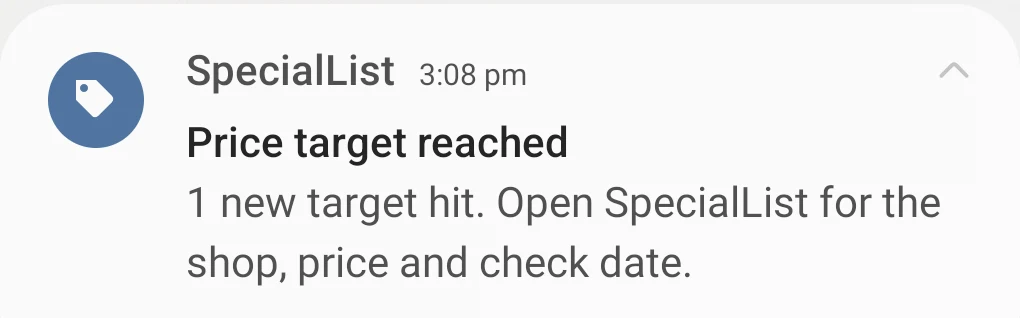 SpecialList 3:08 pm
Price target reached
1 new target hit. Open SpecialList for the
shop, price and check date.